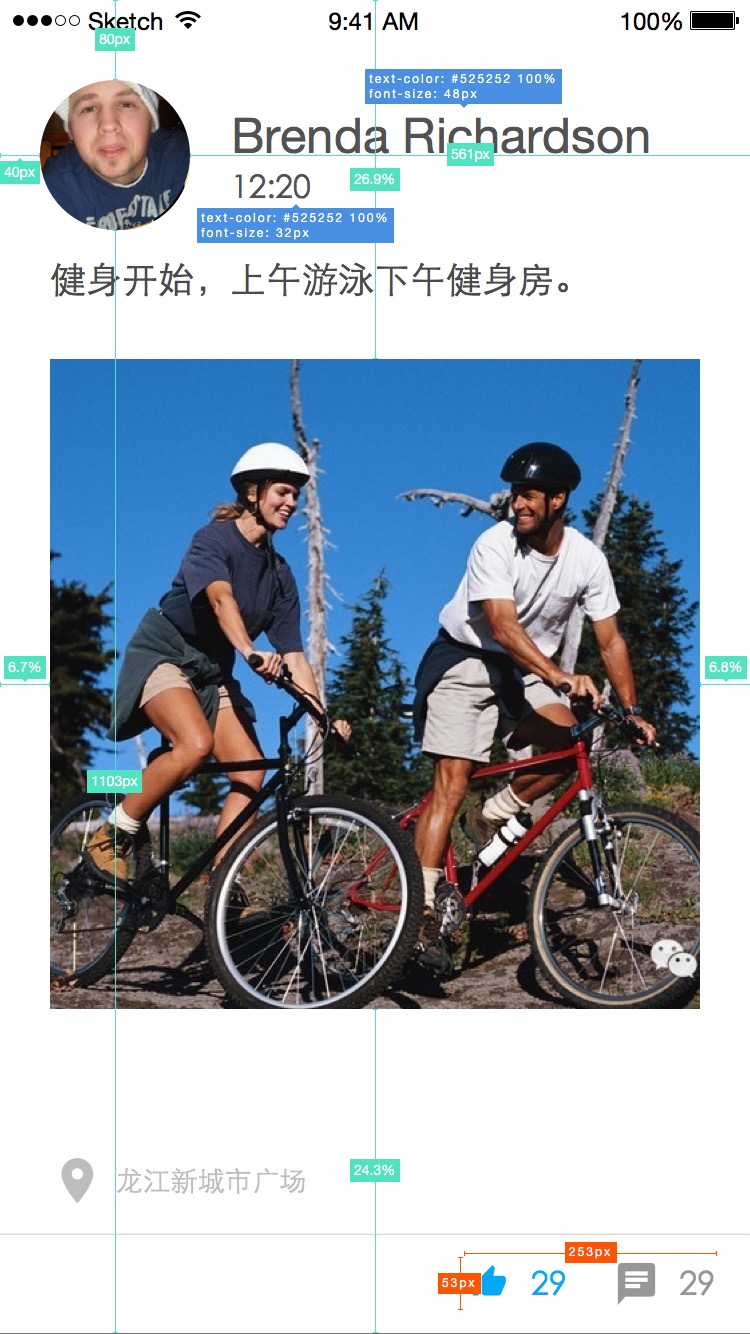 Sketch 9:41 AM 100%
80px
text-color: #525252 100%
font-size: 48px
Brenda Richardson
561px
40px
12:20
26.9%
text-color: #525252 100%
font-size: 32px
健身开始，上午游泳下午健身房。
6.7%
6.8%
1103px
龙江新城市广场
24.3%
253px
53px
29
29